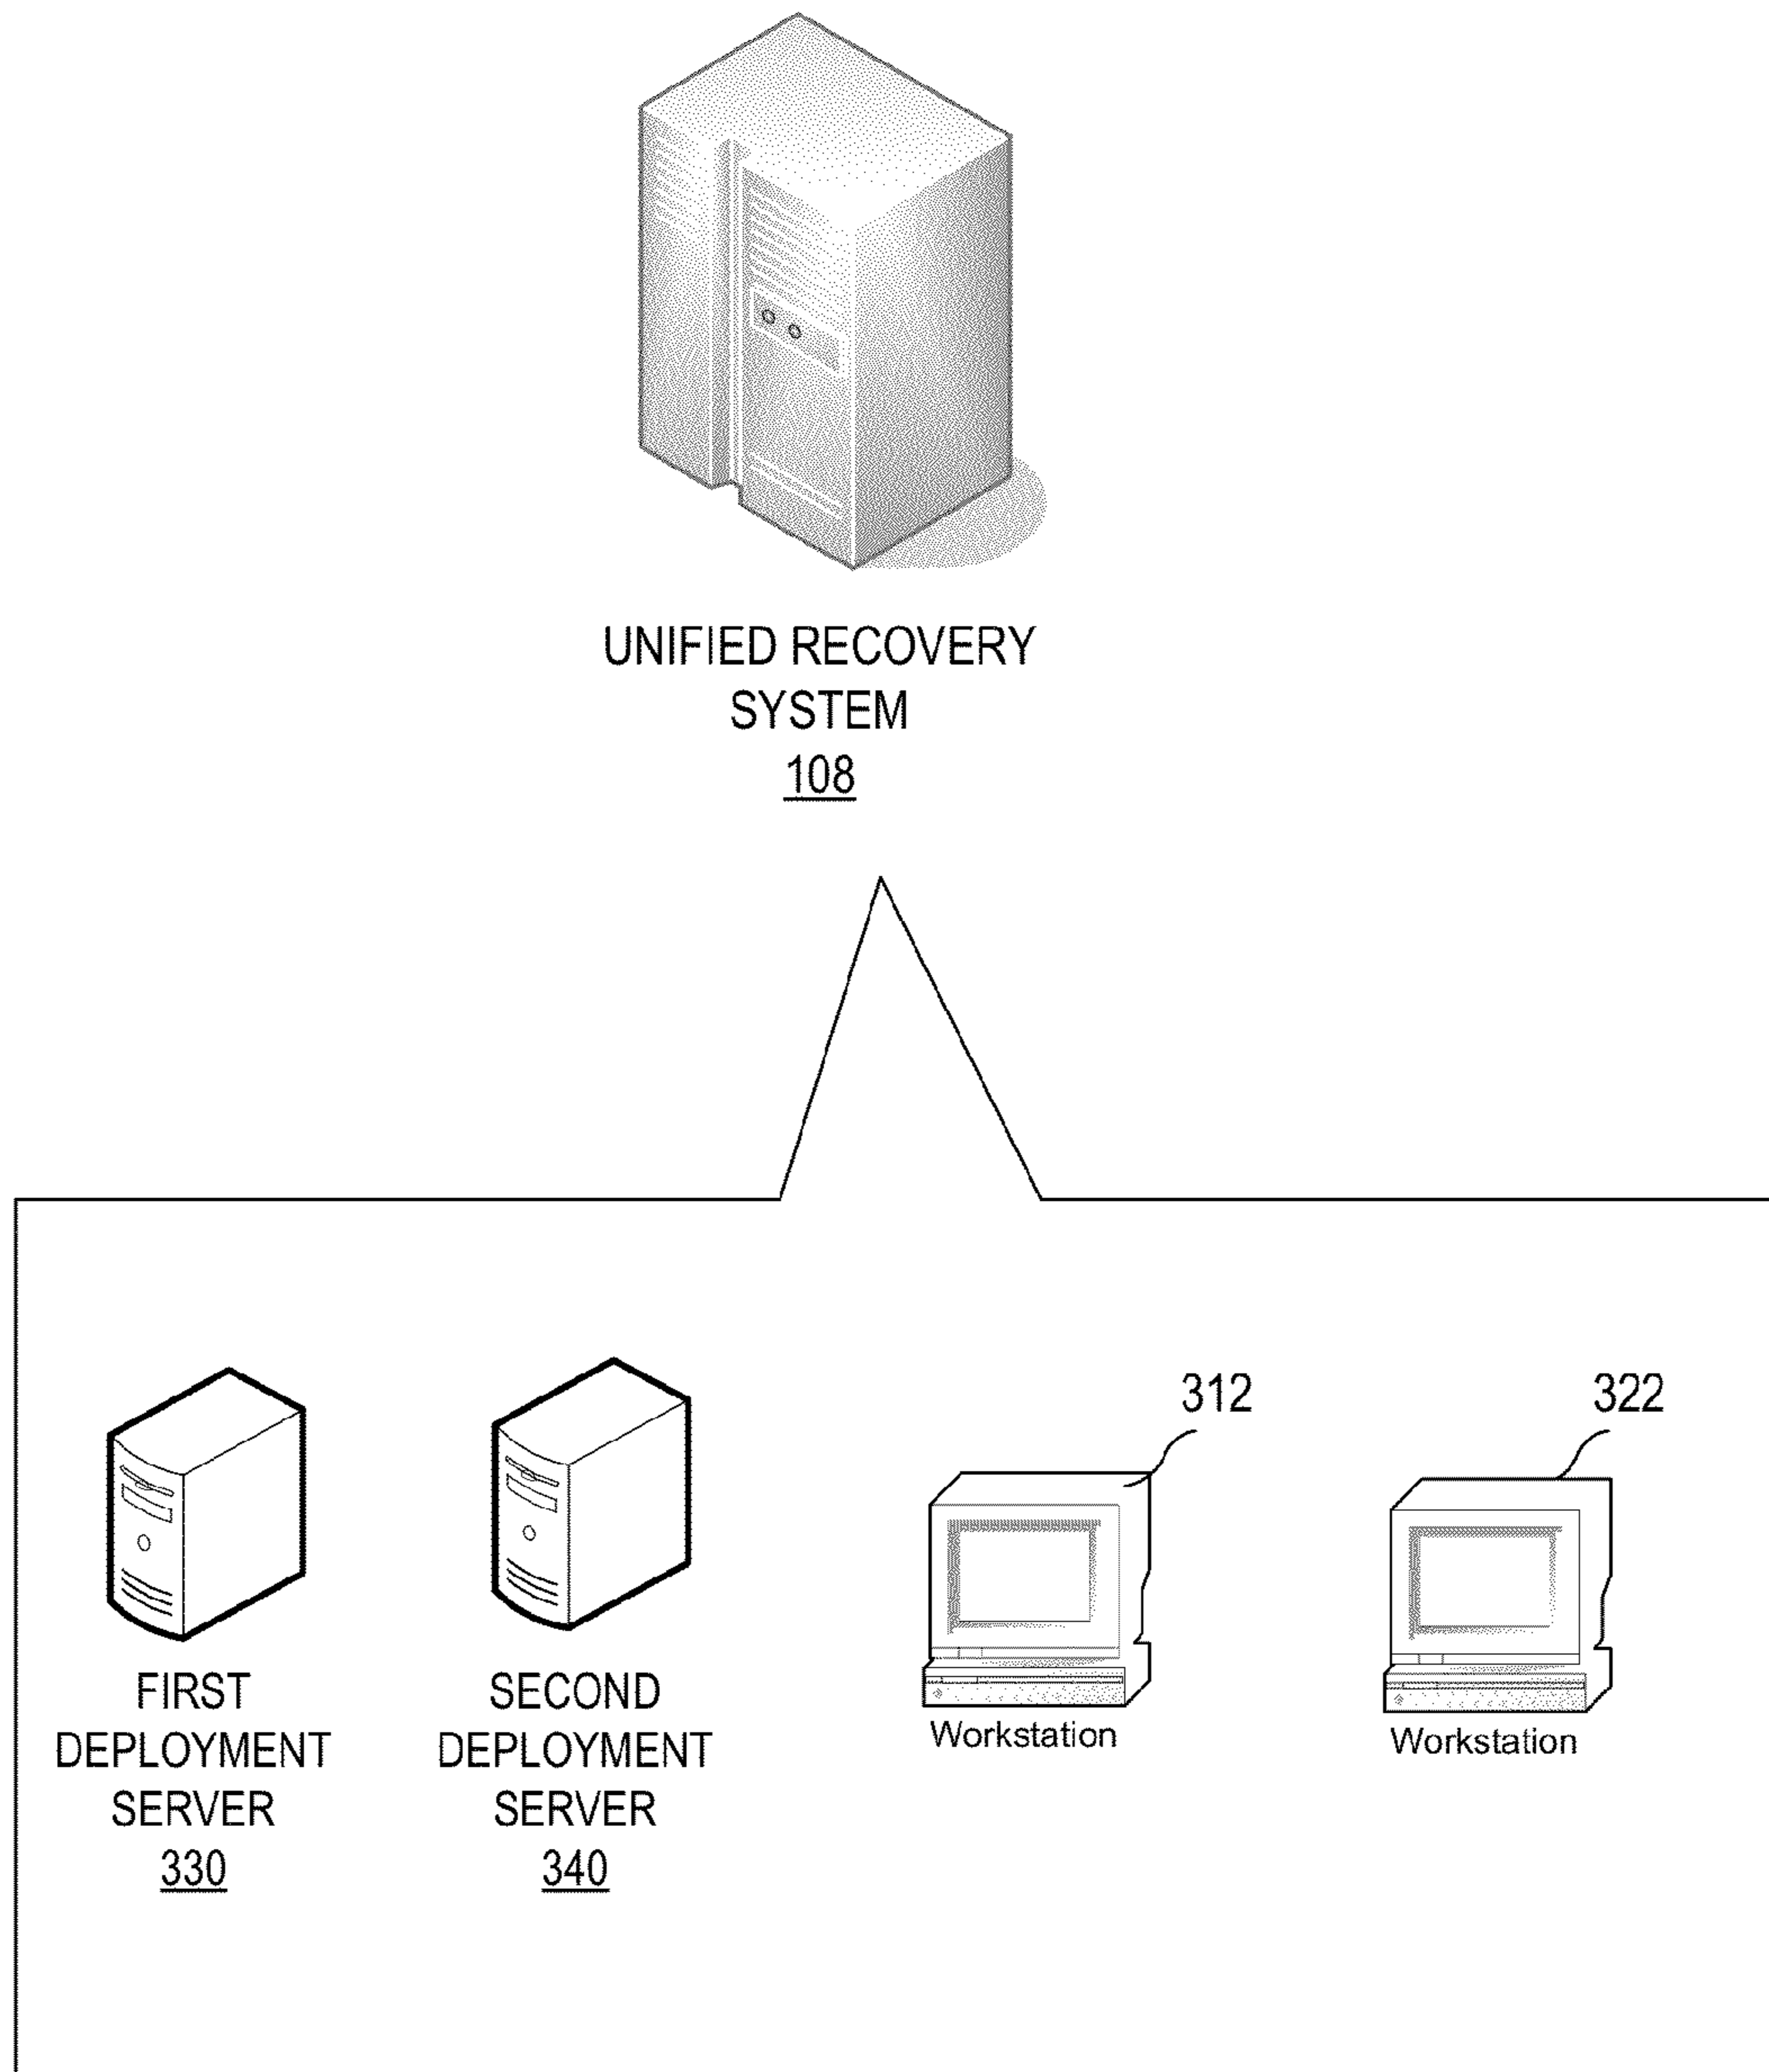 UNIFIED RECOVERY
SYSTEM
108
312
322
FIRST
DEPLOYMENT
SERVER
330
SECOND
DEPLOYMENT
SERVER
340
Workstation
Workstation